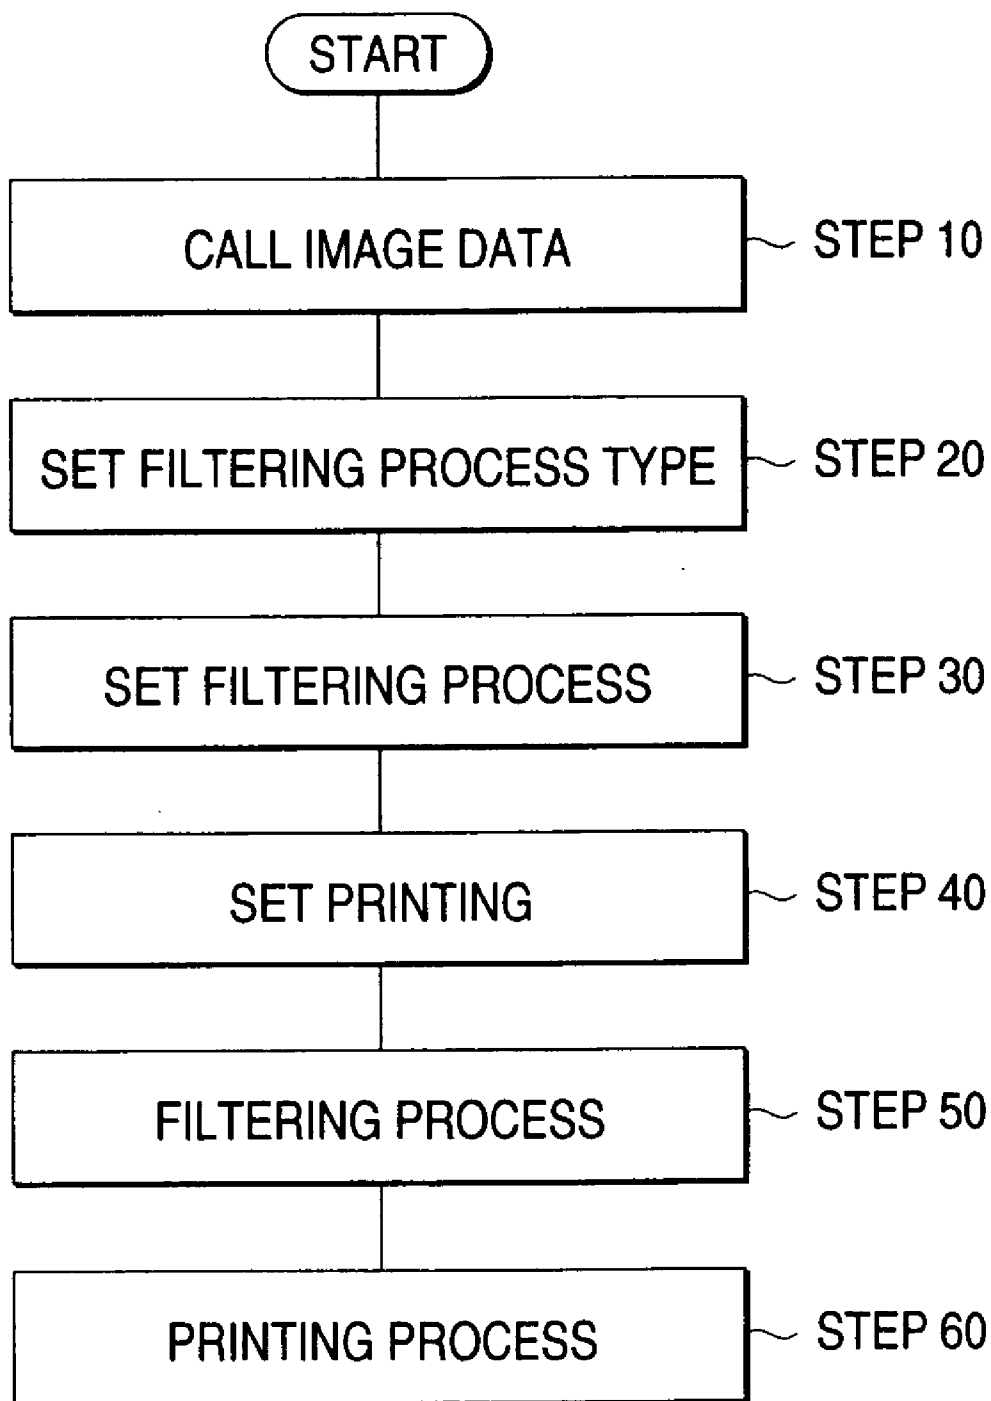 START
CALL IMAGE DATA
STEP 10
SET FILTERING PROCESS TYPE
STEP 20
SET FILTERING PROCESS
STEP 30
SET PRINTING
STEP 40
FILTERING PROCESS
STEP 50
PRINTING PROCESS
STEP 60